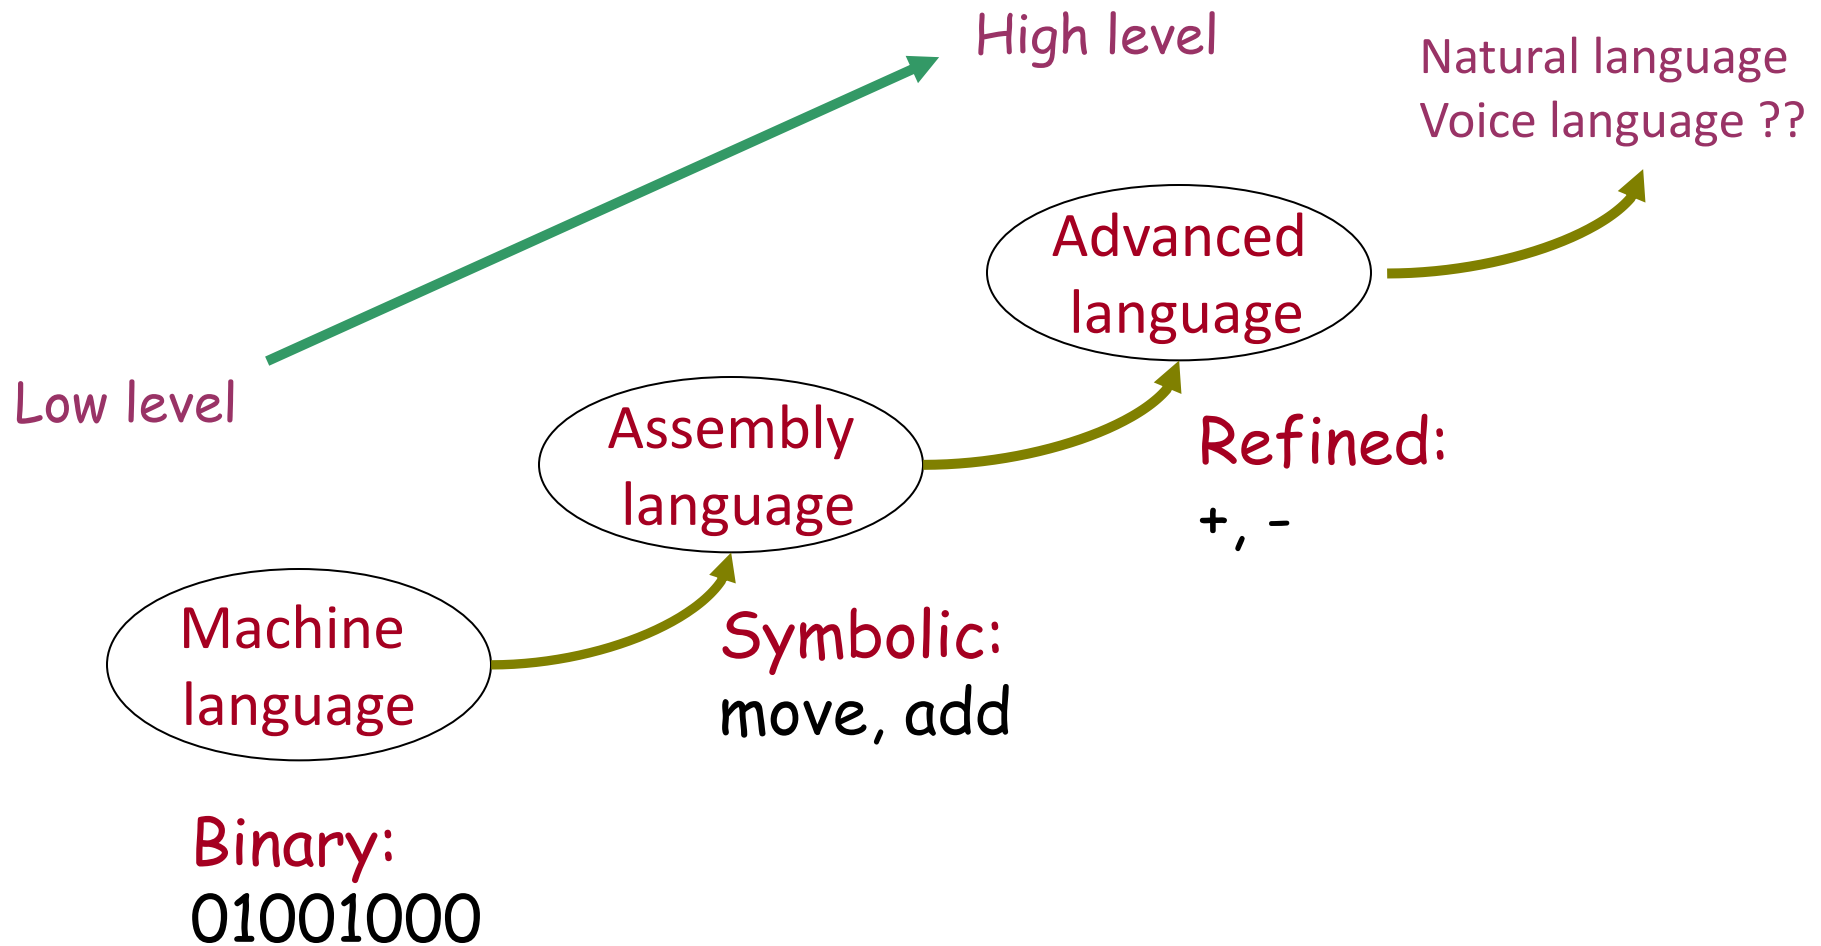 High level
Natural language
Voice language ??
Advanced
language
Low level
Assembly
language
Refined:
+, -
Machine
language
Symbolic:
move, add
Binary:
01001000